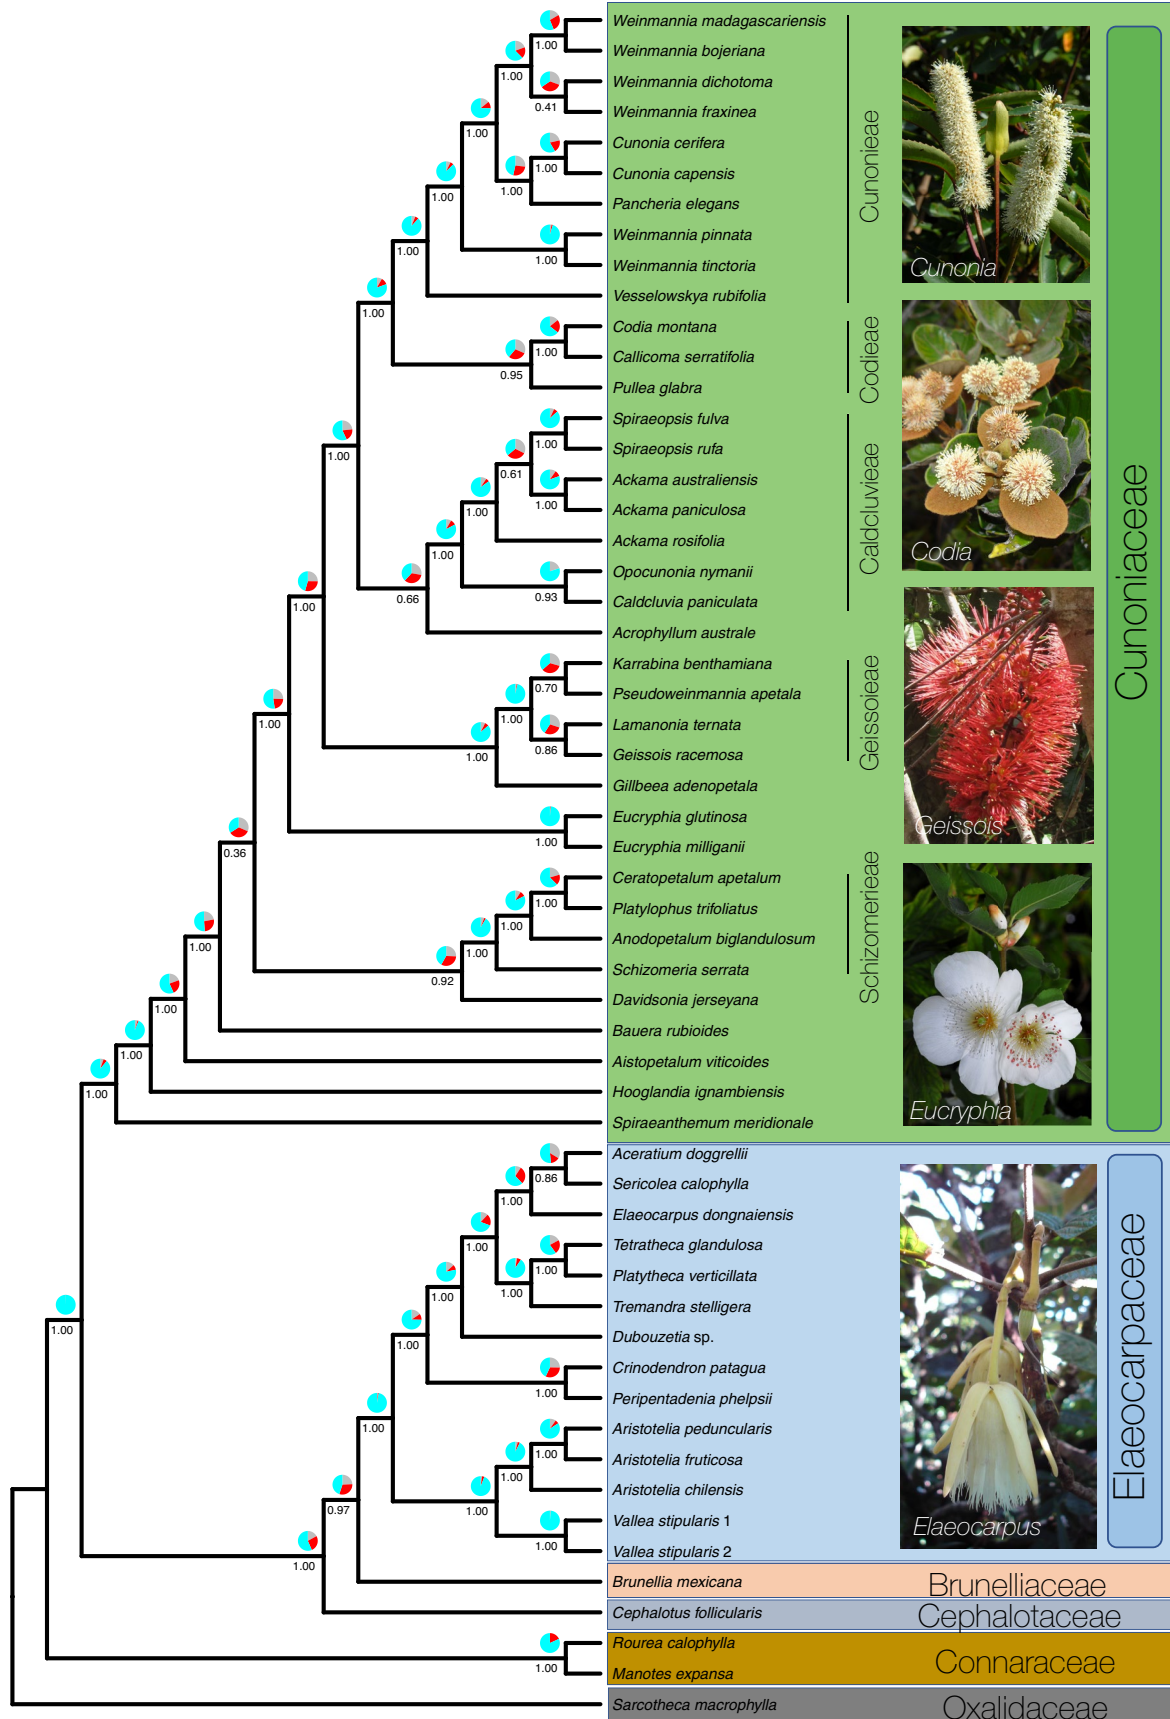 Weinmannia madagascariensis
1.00
Weinmannia bojeriana
1.00
Weinmannia dichotoma
0.41
Weinmannia fraxinea
1.00
Cunonia cerifera
1.00
Cunonia capensis
1.00
Pancheria elegans
1.00
Weinmannia pinnata
1.00
Weinmannia tinctoria
1.00
Vesselowskya rubifolia
1.00
Cunonieae
Cunonia
Codia montana
1.00
Callicoma serratifolia
0.95
Pullea glabra
Codieae
Spiraeopsis fulva
1.00
Spiraeopsis rufa
1.00
0.61
Ackama australiensis
1.00
Ackama paniculosa
1.00
Ackama rosifolia
1.00
Opocunonia nymanii
0.93
Caldcluvia paniculata
0.66
Caldcluvieae
Codia
Acrophyllum australe
1.00
Karrabina benthamiana
0.70
Pseudoweinmannia apetala
1.00
Lamanonia ternata
0.86
Geissois racemosa
1.00
1.00
Geissoieae
Gillbeea adenopetala
Geissois
Eucryphia glutinosa
1.00
Eucryphia milliganii
0.36
Ceratopetalum apetalum
1.00
Platylophus trifoliatus
1.00
Anodopetalum biglandulosum
1.00
Schizomeria serrata
0.92
Schizomerieae
Davidsonia jerseyana
1.00
Bauera rubioides
1.00
Aistopetalum viticoides
1.00
Hooglandia ignambiensis
1.00
Spiraeanthemum meridionale
Eucryphia
Cunoniaceae
Aceratium doggrellii
0.86
Sericolea calophylla
1.00
Elaeocarpus dongnaiensis
1.00
Tetratheca glandulosa
1.00
Platytheca verticillata
1.00
Tremandra stelligera
1.00
Dubouzetia sp.
1.00
Crinodendron patagua
1.00
Peripentadenia phelpsii
1.00
Aristotelia peduncularis
1.00
Aristotelia fruticosa
1.00
Aristotelia chilensis
1.00
0.97
Vallea stipularis 1
1.00
Vallea stipularis 2
1.00
1.00
Elaeocarpus
Elaeocarpaceae
Brunellia mexicana
Brunelliaceae
Cephalotus follicularis
Cephalotaceae
Rourea calophylla
1.00
Manotes expansa
Connaraceae
Sarcotheca macrophylla
Oxalidaceae